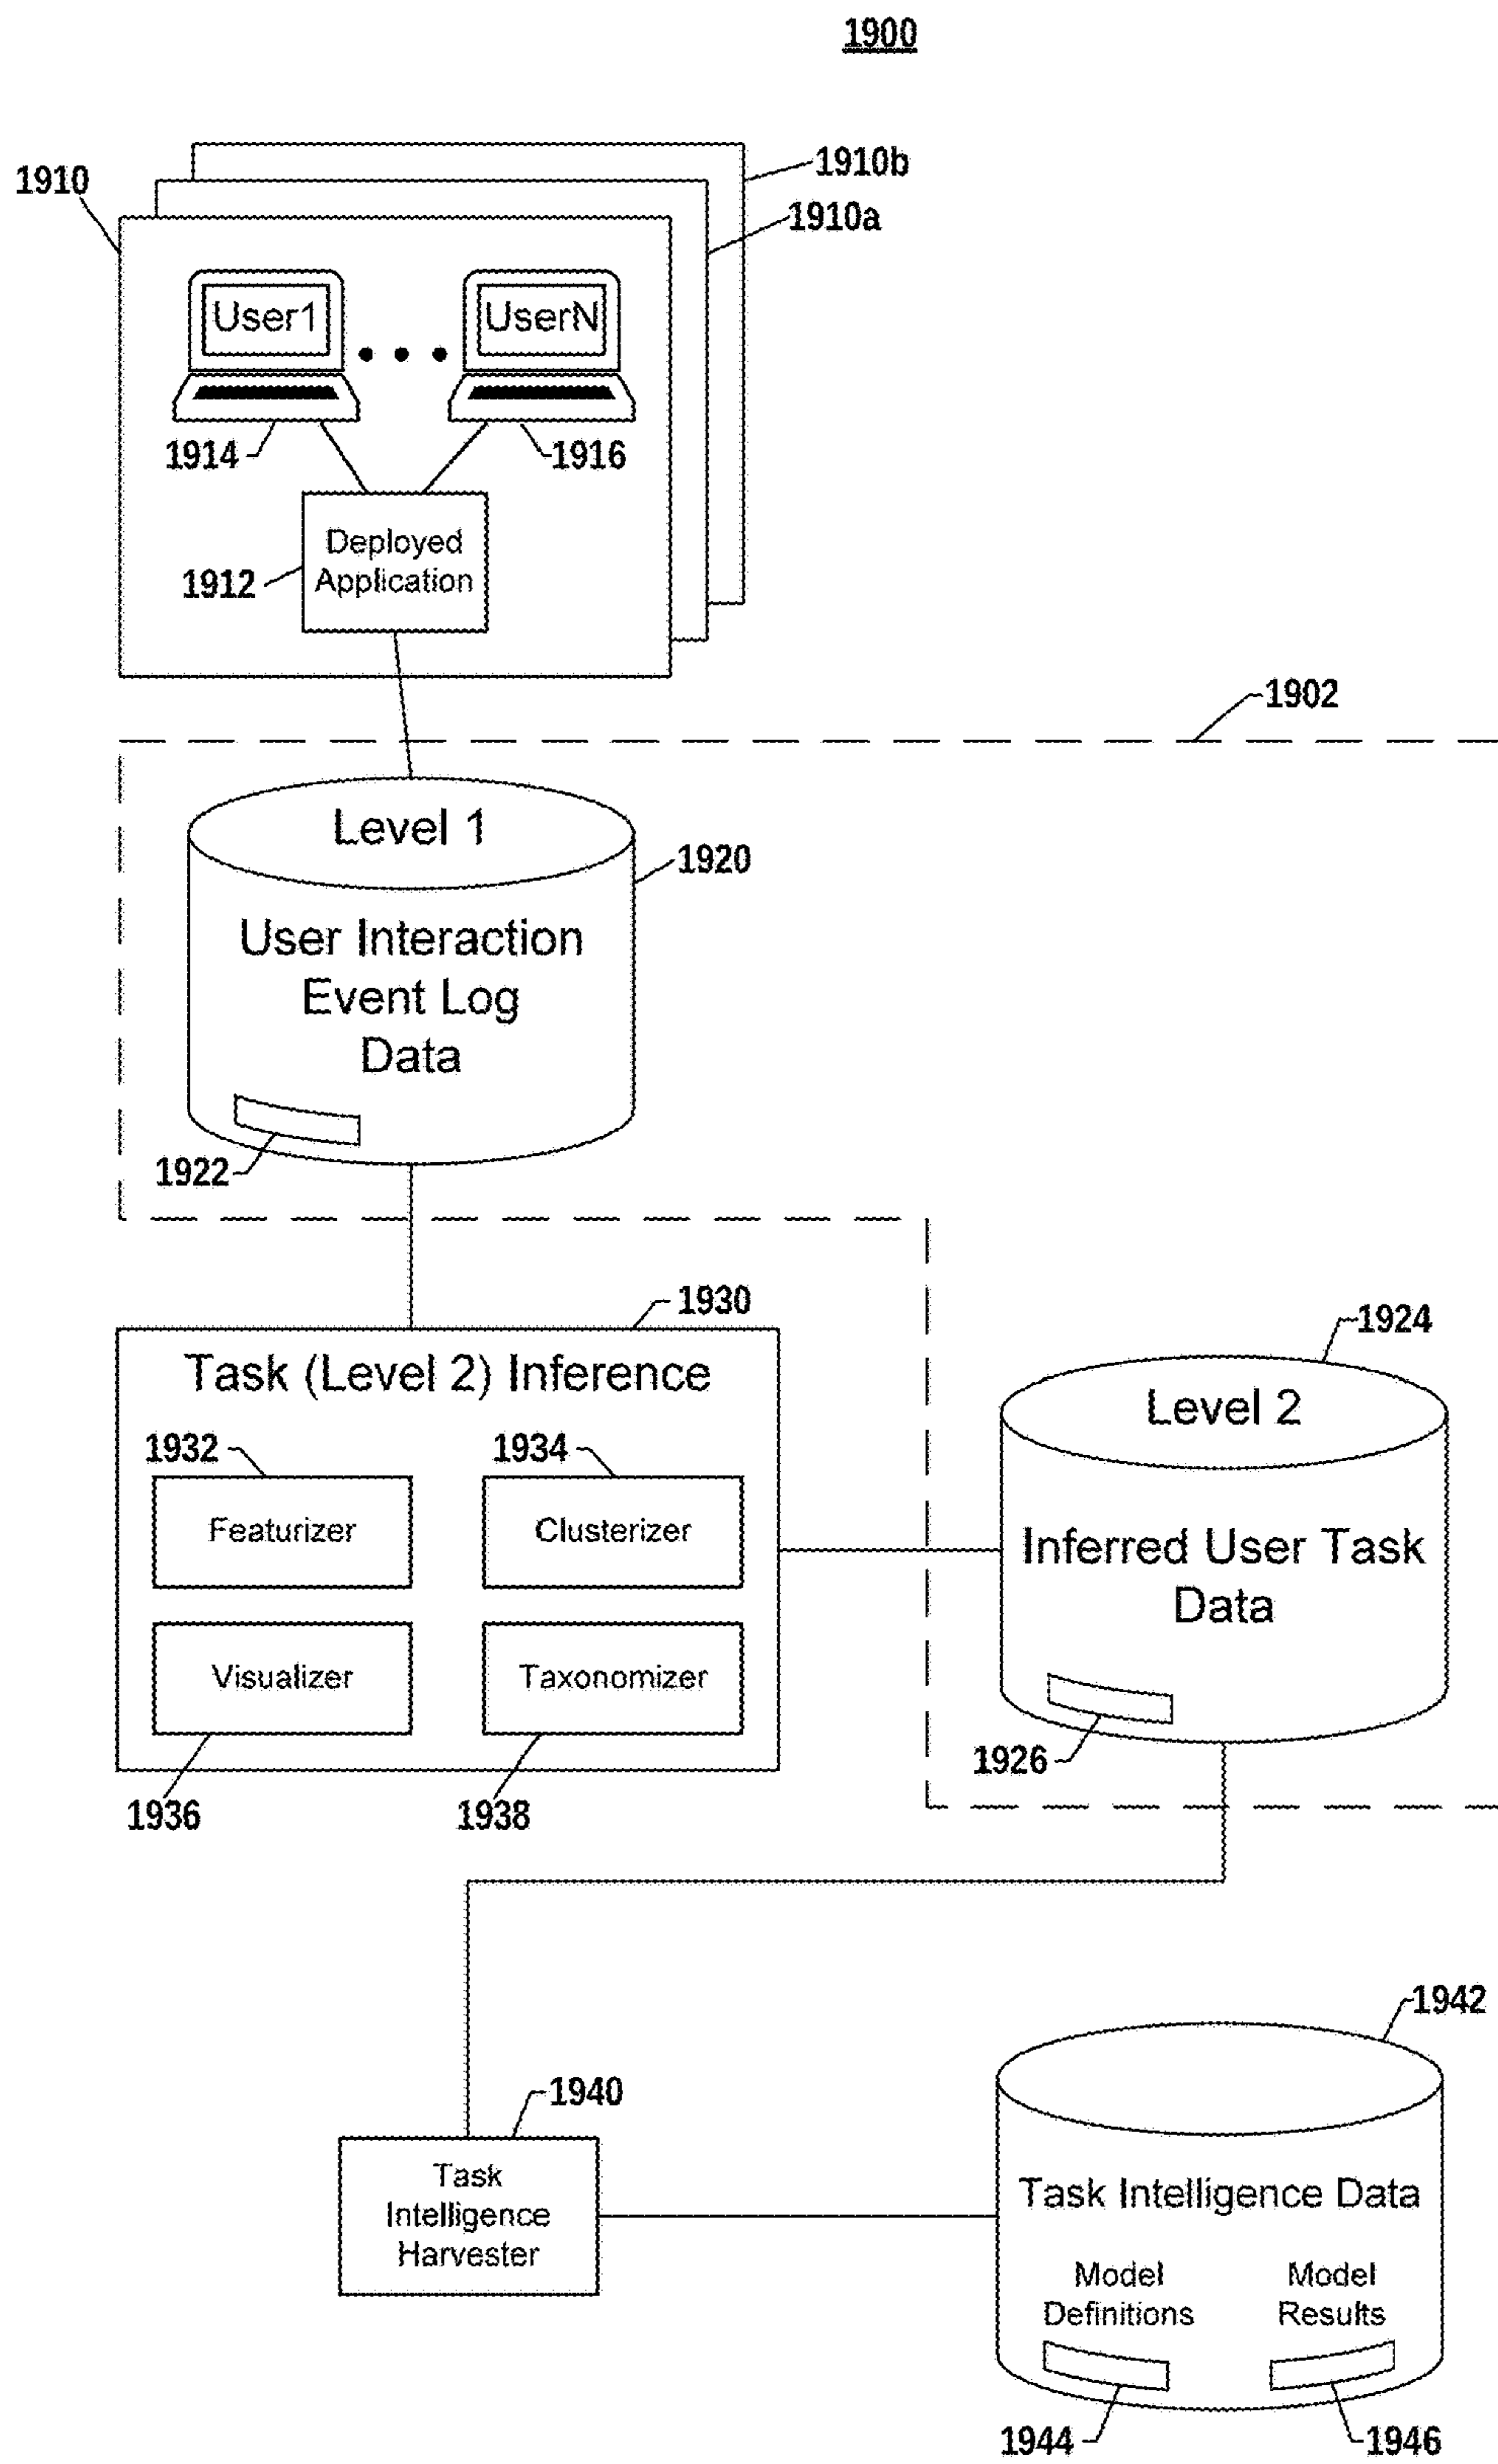 1900
1910b
1910
1910a
User1
UserN
1914
1916
Deployed
Application
1912
1902
Level 1
1920
User Interaction
Event Log
Data
1922
1930
1924
Task (Level 2) Inference
Level 2
1932
1934
Featurizer
Clusterizer
Inferred User Task
Data
Visualizer
Taxonomizer
1926
1936
1938
1942
1940
Task
Intelligence
Harvester
Task Intelligence Data
Model
Definitions
Model
Results
1944
1946